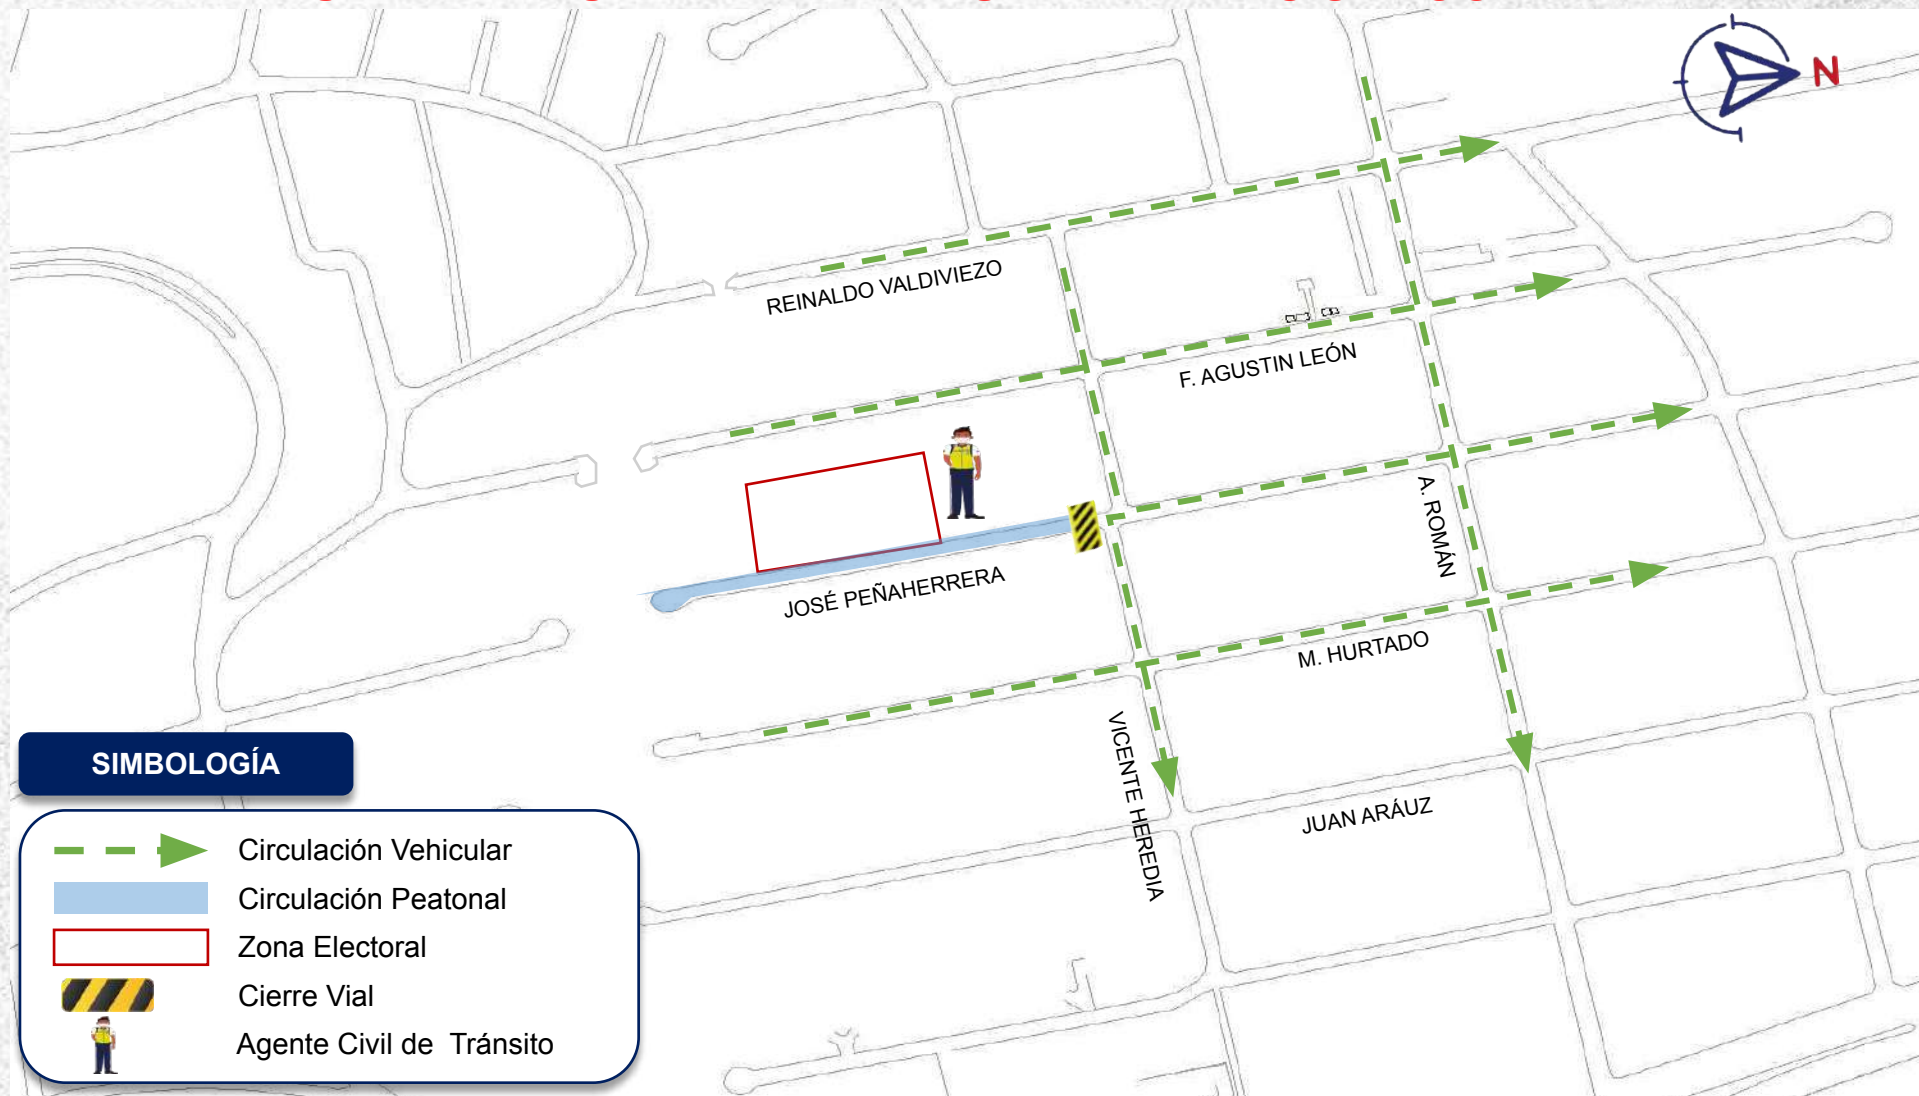 N
REINALDO VALDIVIEZO
F. AGUSTIN LEÓN
A. ROMÁN
JOSÉ PEÑAHERRERA
M. HURTADO
VICENTE HEREDIA
JUAN ARÁUZ
SIMBOLOGÍA
Circulación Vehicular
Circulación Peatonal
Zona Electoral
Cierre Vial
Agente Civil de Tránsito